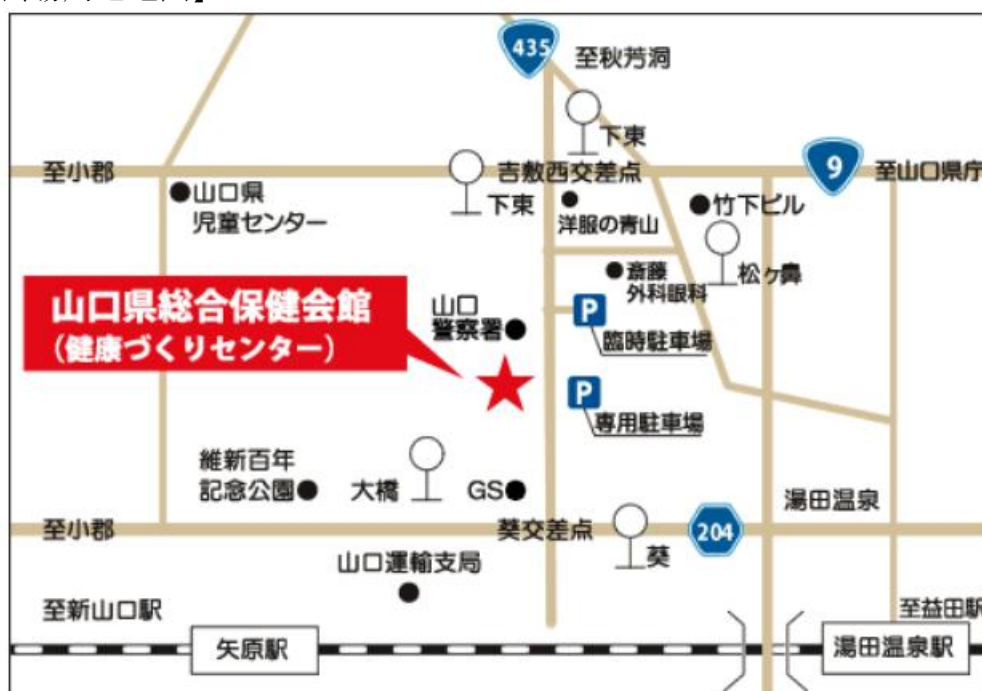 435
至秋芳洞
下東
至小郡
吉敷西交差点
9
至山口県庁
山口県
児童センター
下東
洋服の青山
竹下ビル
松ヶ鼻
斎藤
外科眼科
山口県総合保健会館
(健康づくりセンター)
山口
警察署
P
臨時駐車場
P
専用駐車場
維新百年
記念公園
大橋
GS
湯田温泉
至小郡
葵交差点
204
葵
山口運輸支局
至新山口駅
至益田駅
矢原駅
湯田温泉駅